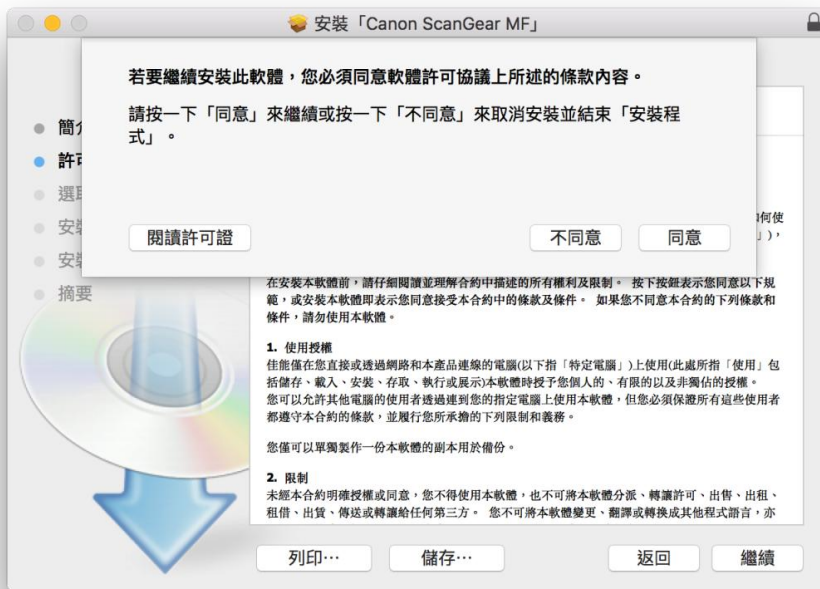 安裝「Canon ScanGear MF」
若要繼續安裝此軟體，您必須同意軟體許可協議上所述的條款內容。
請按一下「同意」來繼續或按一下「不同意」來取消安裝並結束「安裝程
式」。
閱讀許可證
不同意
同意
簡
許
選
安
安
摘要
何使
」)，
在安裝本軟體前，請仔細閱讀並理解合約中描述的所有權利及限制。 按下按鈕表示您同意以下規
範，或安裝本軟體即表示您同意接受本合約中的條款及條件。 如果您不同意本合約的下列條款和
條件，請勿使用本軟體。
1. 使用授權
佳能僅在您直接或透過網路和本產品連線的電腦(以下指「特定電腦」)上使用(此處所指「使用」包
括儲存、載入、安裝、存取、執行或展示)本軟體時授予您個人的、有限的以及非獨佔的授權。
您可以允許其他電腦的使用者透過連到您的指定電腦上使用本軟體，但您必須保證所有這些使用者
都遵守本合約的條款，並履行您所承擔的下列限制和義務。
您僅可以單獨製作一份本軟體的副本用於備份。
2. 限制
未經本合約明確授權或同意，您不得使用本軟體，也不可將本軟體分派、轉讓許可、出售、出租、
租借、出賃、傳送或轉讓給任何第三方。 您不可將本軟體變更、翻譯或轉換成其他程式語言，亦
列印…
儲存…
返回
繼續